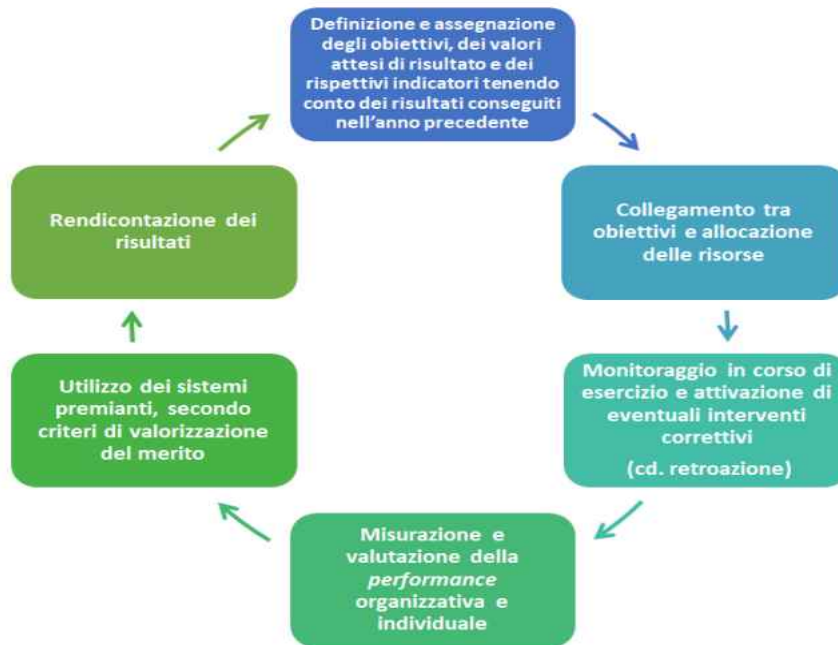 Definizione e assegnazione
degli obiettivi, dei valori
attesi di risultato e dei
rispettivi indicatori tenendo
conto dei risultati conseguiti
nell'anno precedente
Collegamento tra
obiettivi e allocazione
delle risorse
Monitoraggio in corso di
esercizio e attivazione di
eventuali interventi
correttivi
(cd. retroazione)
Misurazione e
valutazione della
performance
organizzativa e
individuale
Utilizzo dei sistemi
premianti, secondo
criteri di valorizzazione
del merito
Rendicontazione dei
risultati